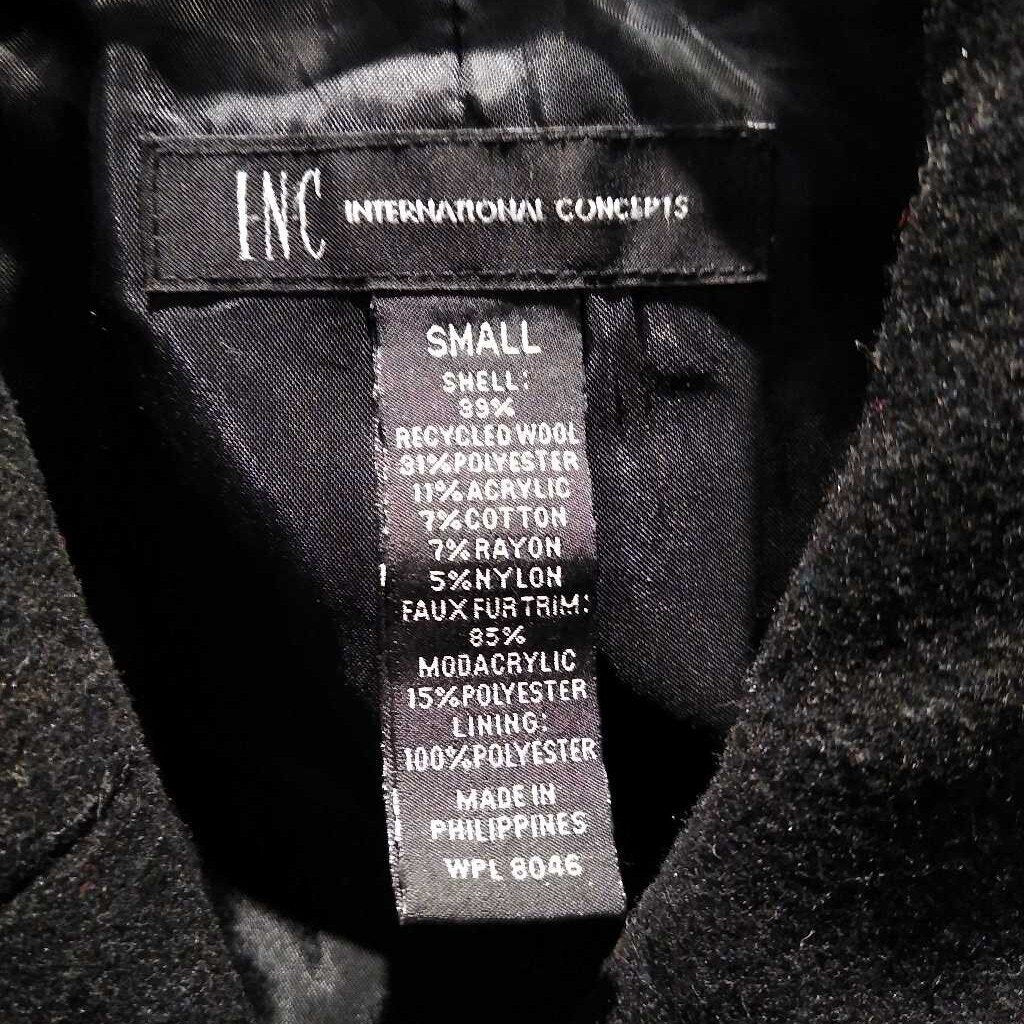 INC INTERNATIONAL CONCEPTS
SMALL
SHELL:
39%
RECYCLED WOOL
31%POLYESTER
11%ACRYLIC
7%COTTON
7%RAYON
5%NYLON
FAUX FUR TRIM:
85%
MODACRYLIC
15%POLYESTER
LINING:
100%POLYESTER
MADE IN
PHILIPPINES
WPL 8046